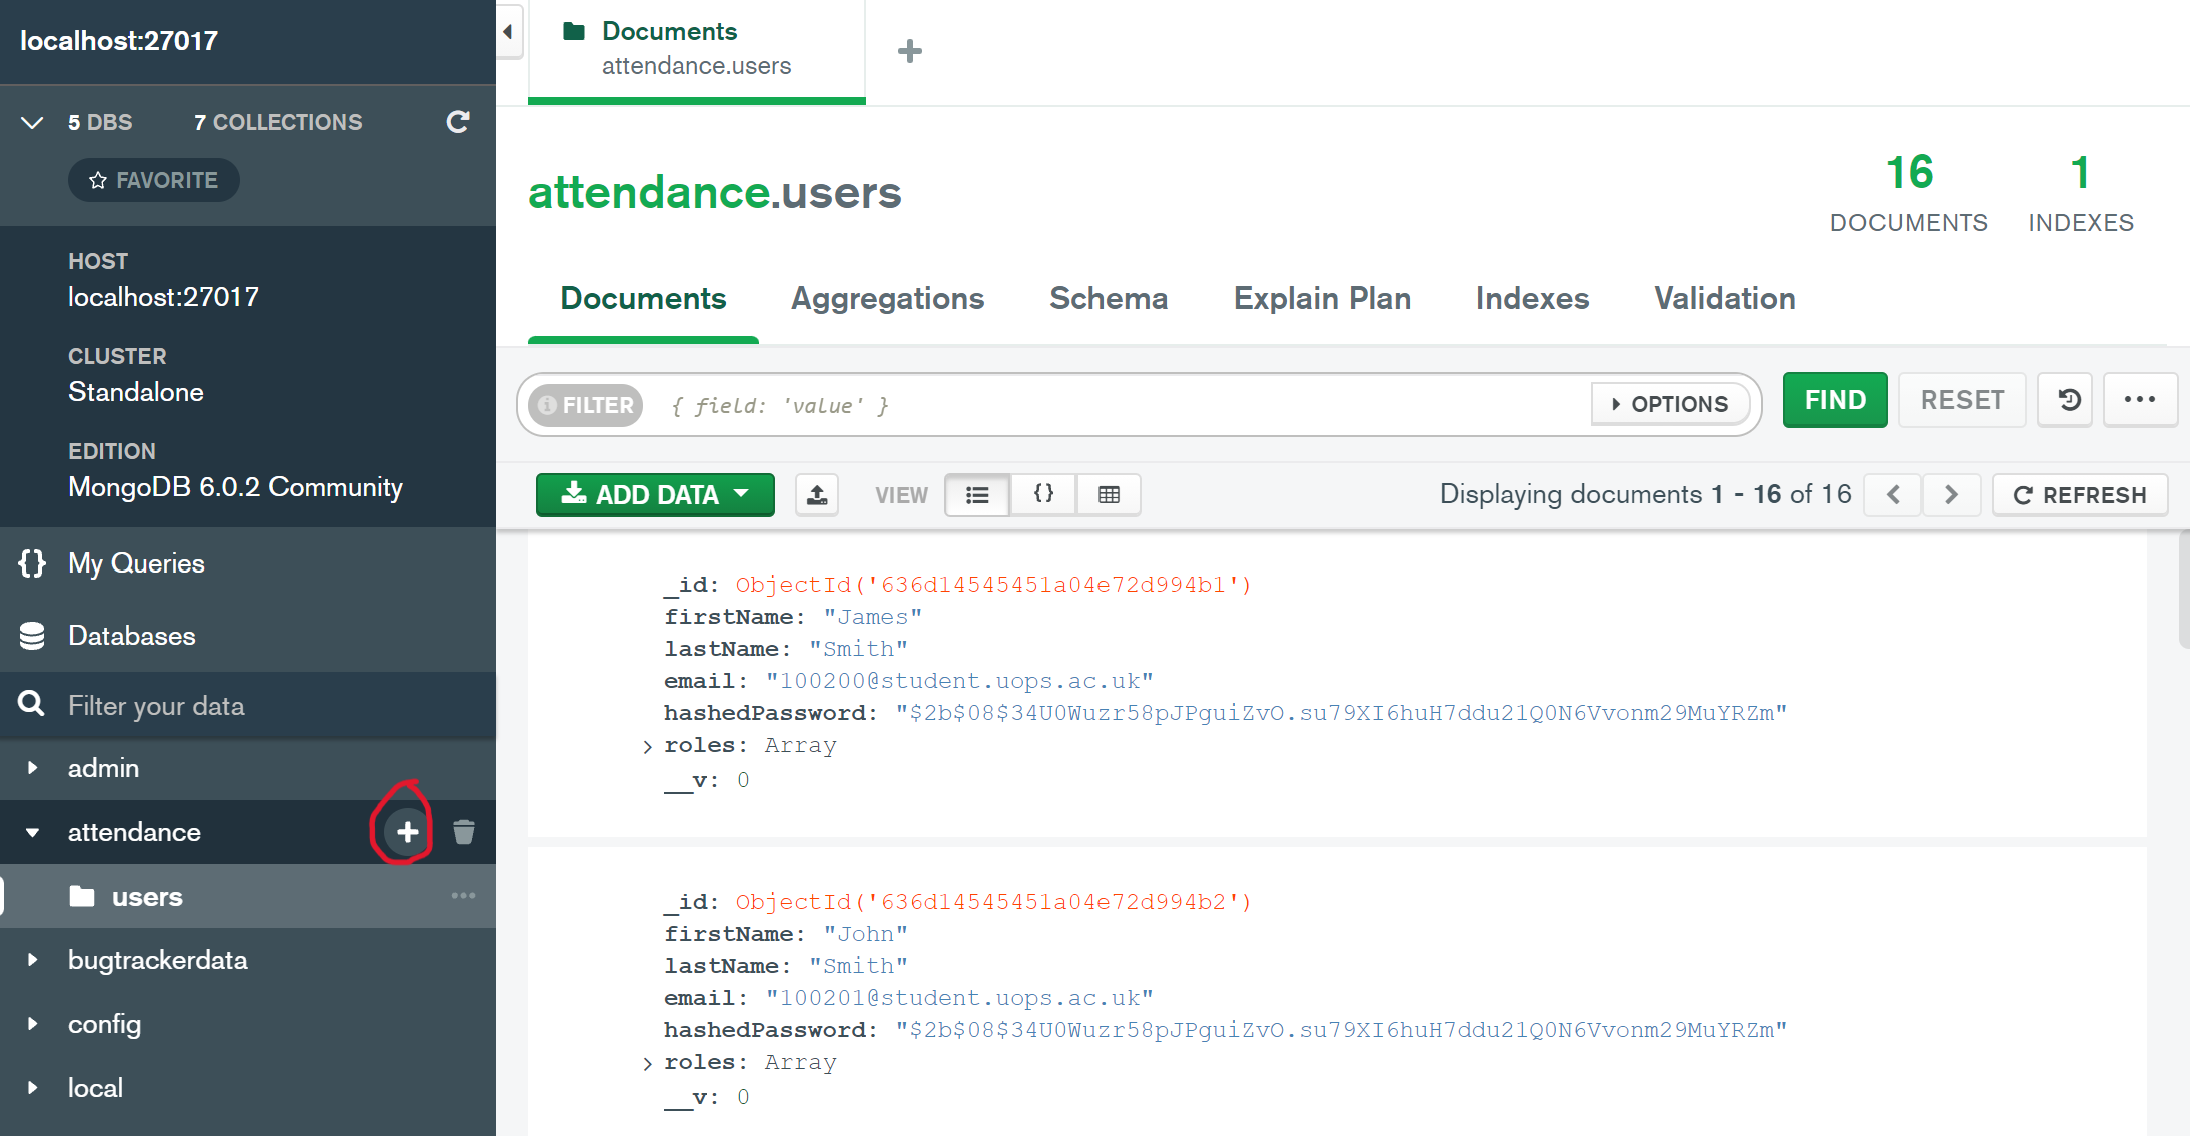 localhost:27017
5 DBS 7 COLLECTIONS
FAVORITE
HOST
localhost:27017
CLUSTER
Standalone
EDITION
MongoDB 6.0.2 Community
{} My Queries
Databases
Filter your data
admin
attendance
users
bugtrackerdata
config
local
Documents
attendance.users
attendance.users
16
DOCUMENTS
1
INDEXES
Documents Aggregations Schema Explain Plan Indexes Validation
FILTER { field: 'value' } OPTIONS FIND RESET
ADD DATA VIEW {} Displaying documents 1 - 16 of 16 REFRESH
_id: ObjectId('636d14545451a04e72d994b1')
firstName: "James"
lastName: "Smith"
email: "100200@student.uops.ac.uk"
hashedPassword: "$2b$08$34U0Wuzr58pJPguiZvO.su79XI6huH7ddu21Q0N6Vvonm29MuYRZm"
roles: Array
__v: 0
_id: ObjectId('636d14545451a04e72d994b2')
firstName: "John"
lastName: "Smith"
email: "100201@student.uops.ac.uk"
hashedPassword: "$2b$08$34U0Wuzr58pJPguiZvO.su79XI6huH7ddu21Q0N6Vvonm29MuYRZm"
roles: Array
__v: 0